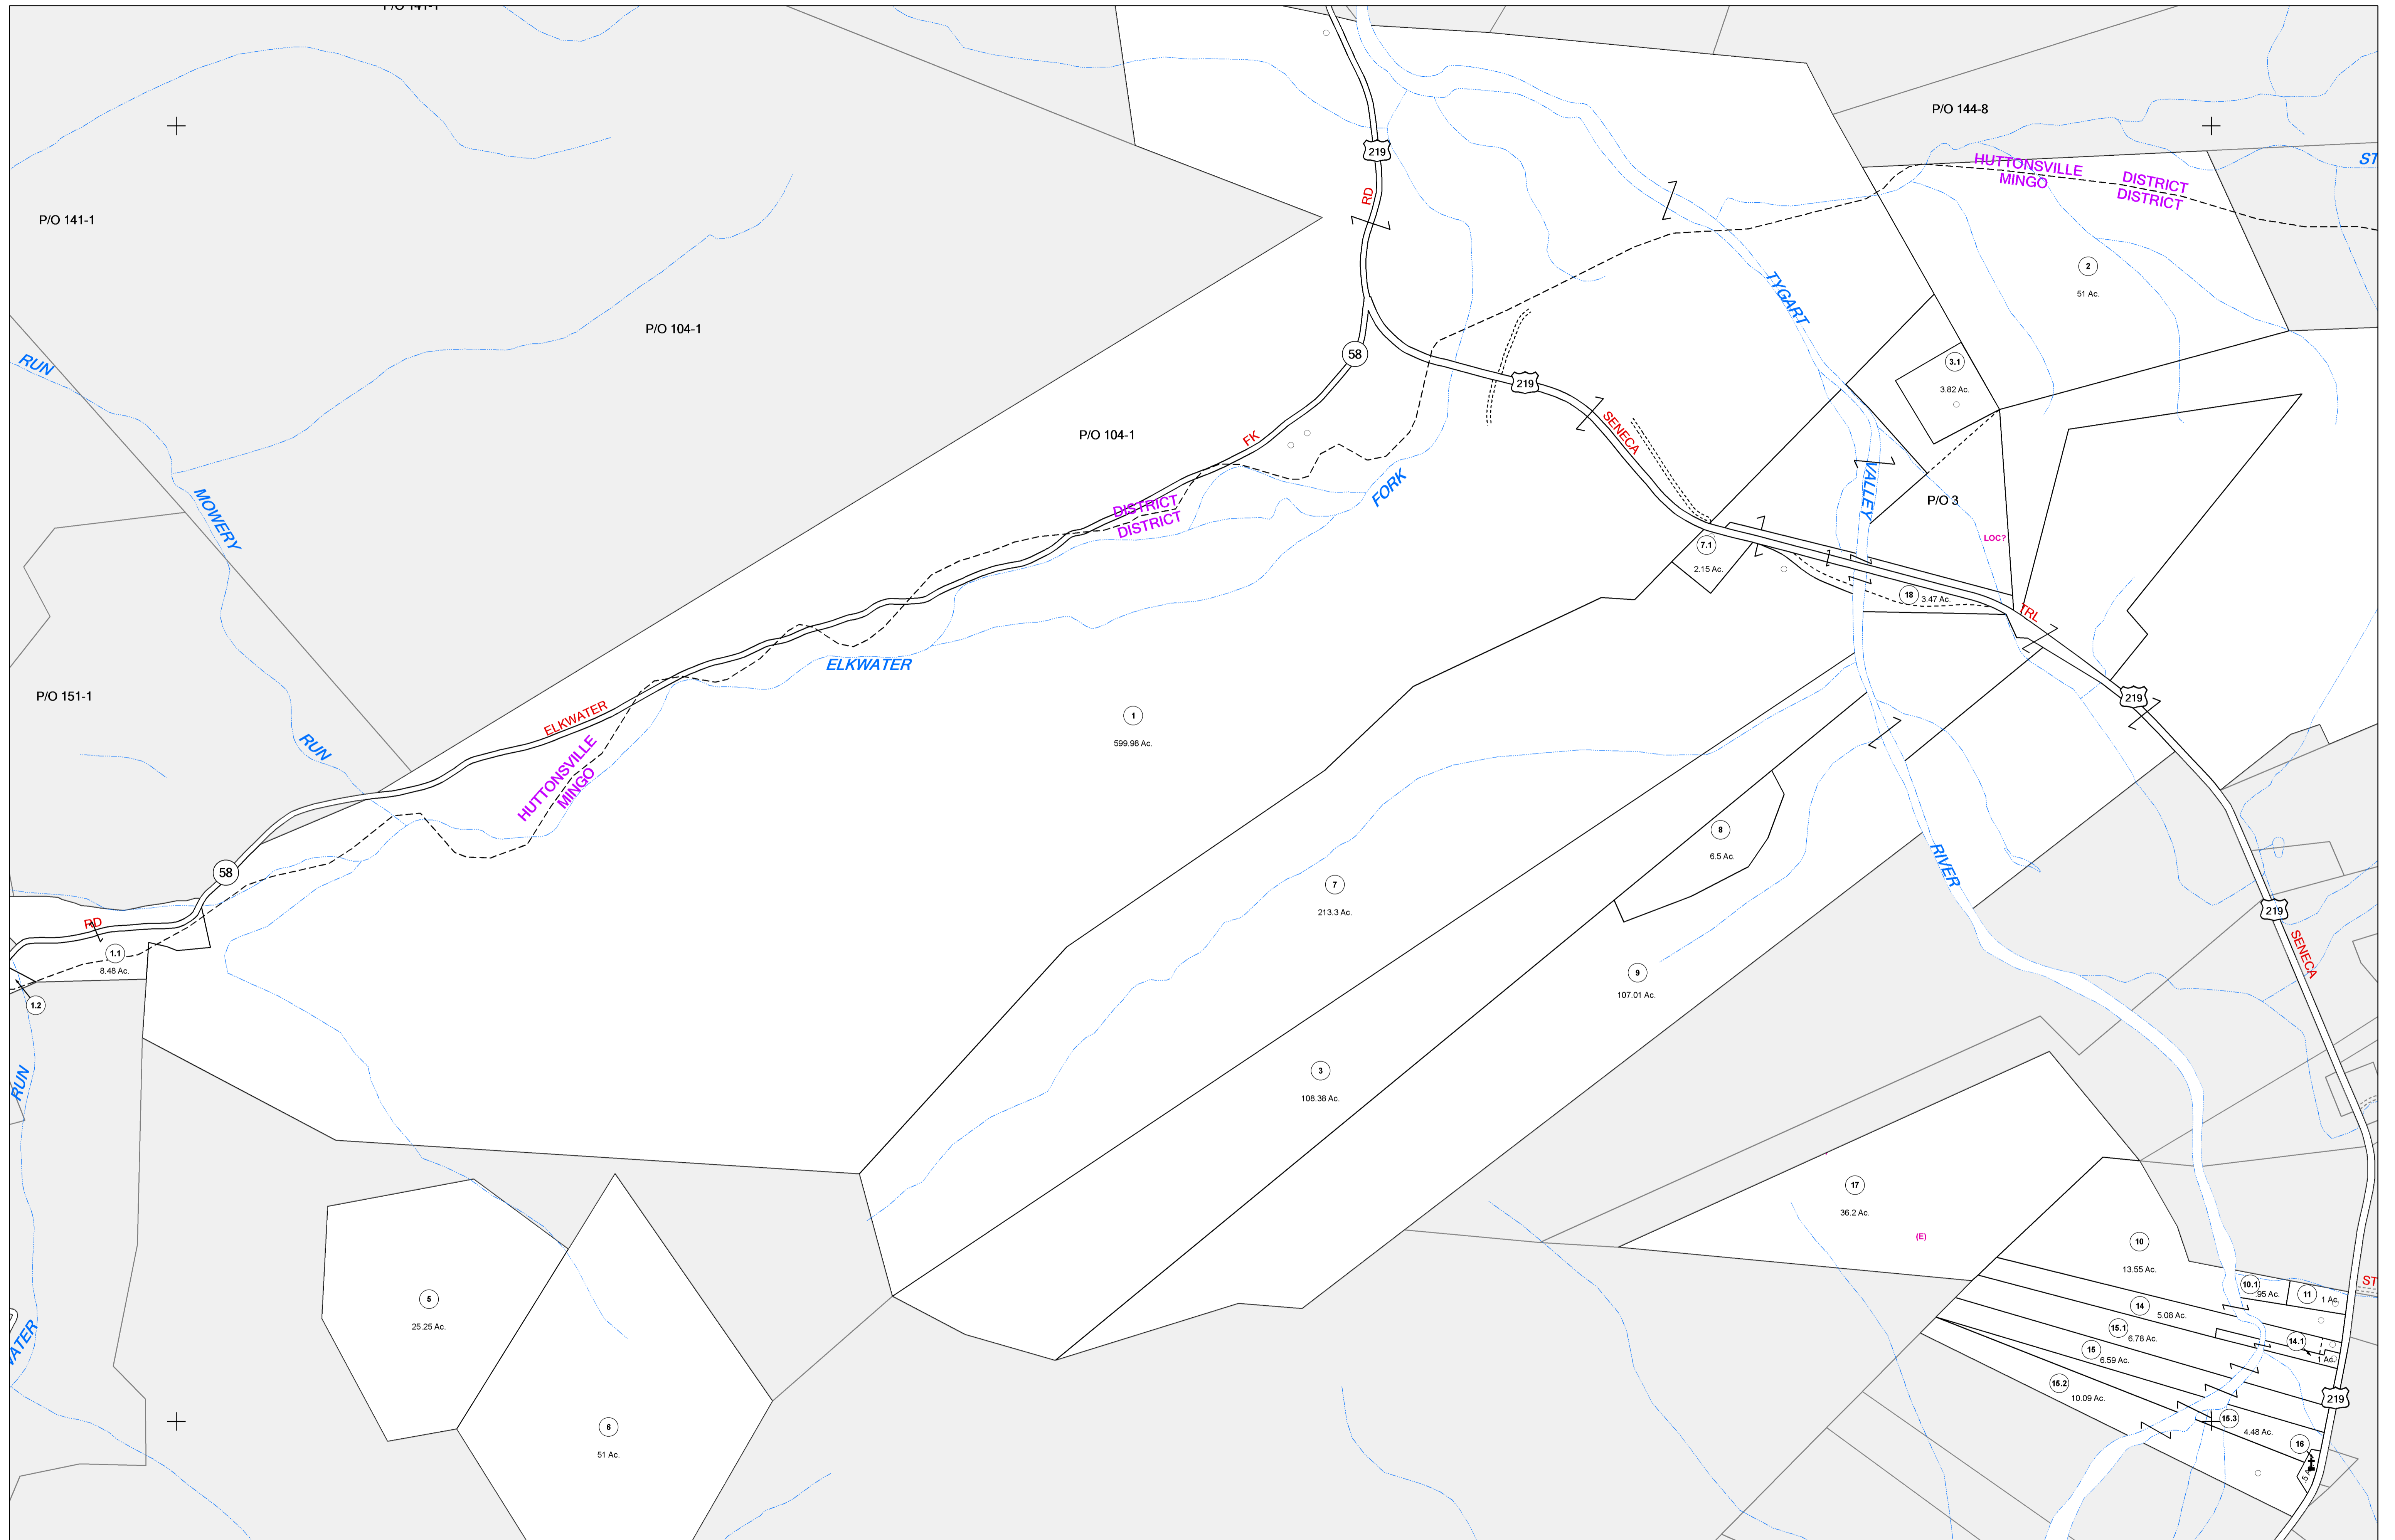 P/O 141-1
P/O 144-8
HUTTONSVILLE DISTRICT
MINGO DISTRICT
ST
219
RD
P/O 141-1
2
51 Ac.
TYGART
P/O 104-1
58
219
3.1
3.82 Ac.
RUN
SENECA
P/O 104-1
FK
VALLEY
FORK
P/O 3
LOC?
MOWERY
DISTRICT
DISTRICT
7.1
2.15 Ac.
18
3.47 Ac.
TRL
ELKWATER
P/O 151-1
219
ELKWATER
1
599.98 Ac.
RUN
HUTTONSVILLE
MINGO
8
6.5 Ac.
RIVER
58
7
213.3 Ac.
219
RD
SENECA
1.1
8.48 Ac.
9
107.01 Ac.
1.2
RUN
3
108.38 Ac.
17
36.2 Ac.
(E)
10
13.55 Ac.
ST
10.1
.95 Ac.
11
1 Ac.
5
25.25 Ac.
14
5.08 Ac.
15.1
6.78 Ac.
14.1
1 Ac.
WATER
15
6.59 Ac.
15.2
10.09 Ac.
219
15.3
4.48 Ac.
6
51 Ac.
16